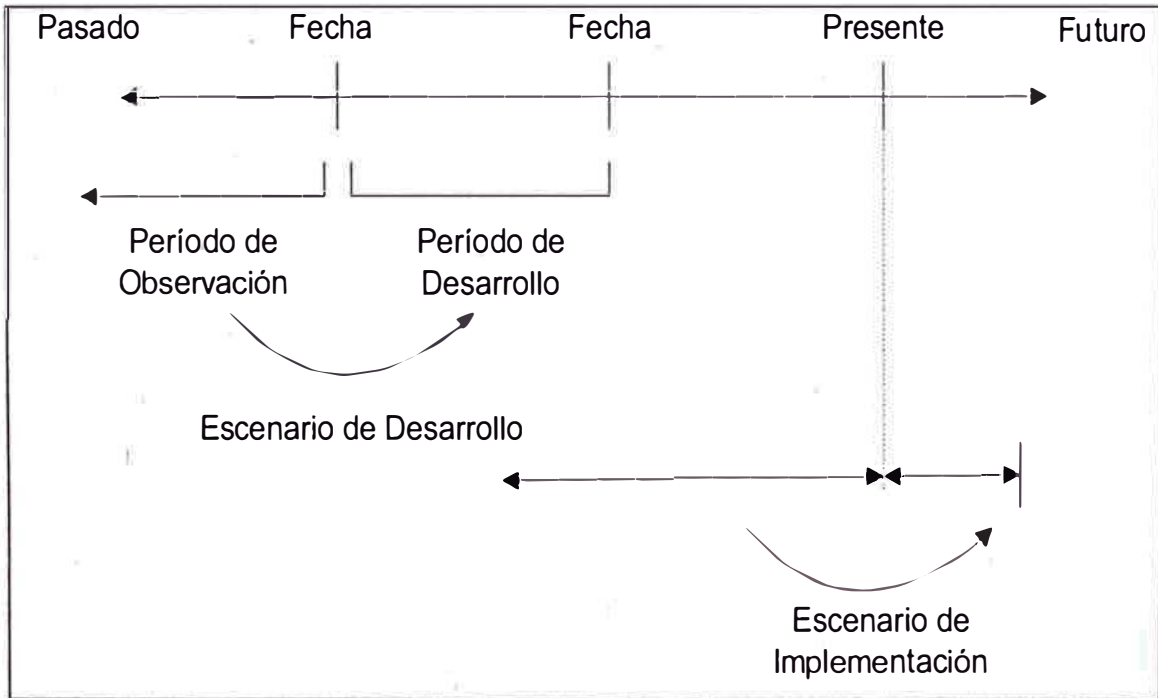 Pasado Fecha Fecha Presente Futuro
Período de
Observación
Período de
Desarrollo
Escenario de Desarrollo
Escenario de
Implementación